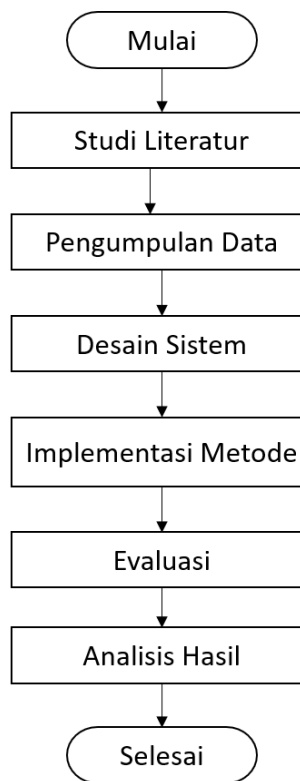 Mulai
Studi Literatur
Pengumpulan Data
Desain Sistem
Implementasi Metode
Evaluasi
Analisis Hasil
Selesai